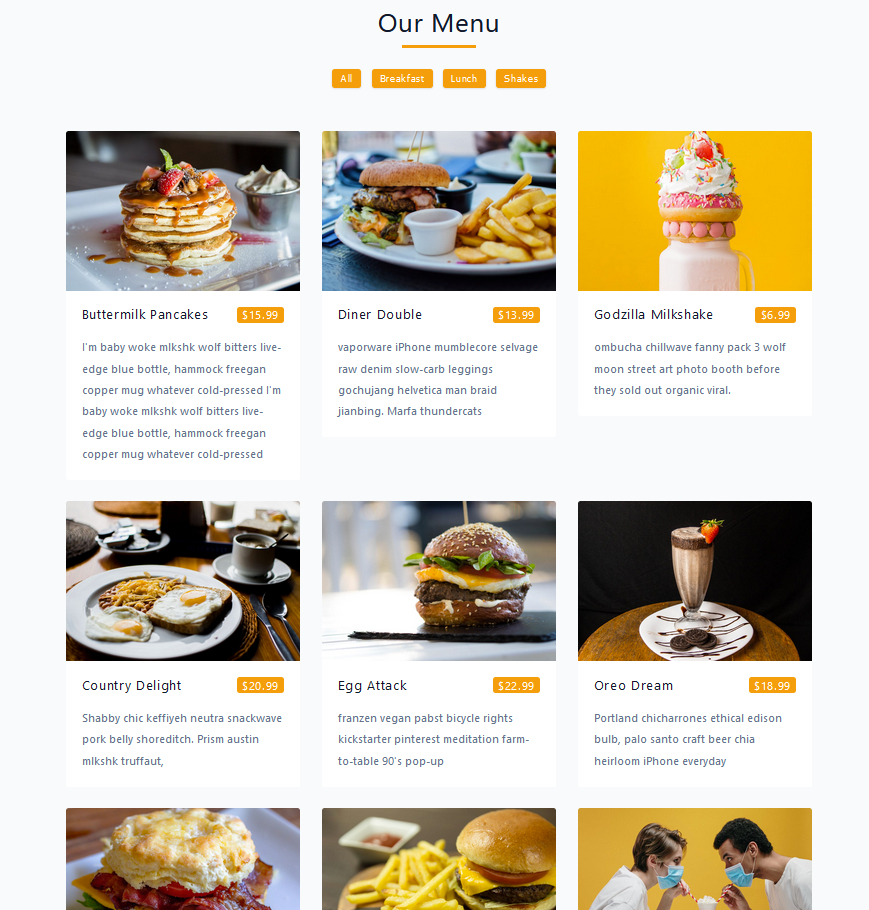 Our Menu
All Breakfast Lunch Shakes
Buttermilk Pancakes $15.99
I'm baby woke mlkshk wolf bitters live-
edge blue bottle, hammock freegan
copper mug whatever cold-pressed I'm
baby woke mlkshk wolf bitters live-
edge blue bottle, hammock freegan
copper mug whatever cold-pressed
Diner Double $13.99
vaporware iPhone mumblecore selvage
raw denim slow-carb leggings
gochujang helvetica man braid
jianbing. Marfa thundercats
Godzilla Milkshake $6.99
ombucha chillwave fanny pack 3 wolf
moon street art photo booth before
they sold out organic viral.
Country Delight $20.99
Shabby chic keffiyeh neutra snackwave
pork belly shoreditch. Prism austin
mlkshk truffaut,
Egg Attack $22.99
franzen vegan pabst bicycle rights
kickstarter pinterest meditation farm-
to-table 90's pop-up
Oreo Dream $18.99
Portland chicharrones ethical edison
bulb, palo santo craft beer chia
heirloom iPhone everyday